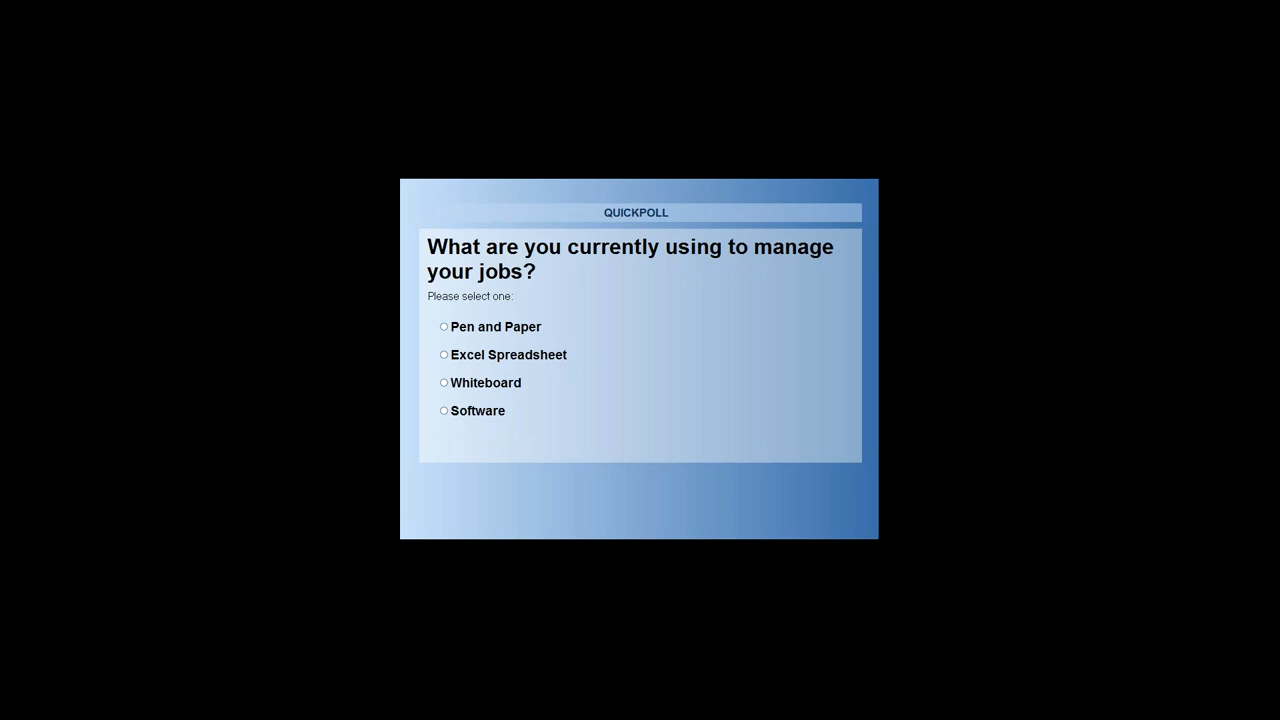 QUICKPOLL
What are you currently using to manage
your jobs?
Please select one:
Pen and Paper
Excel Spreadsheet
Whiteboard
Software